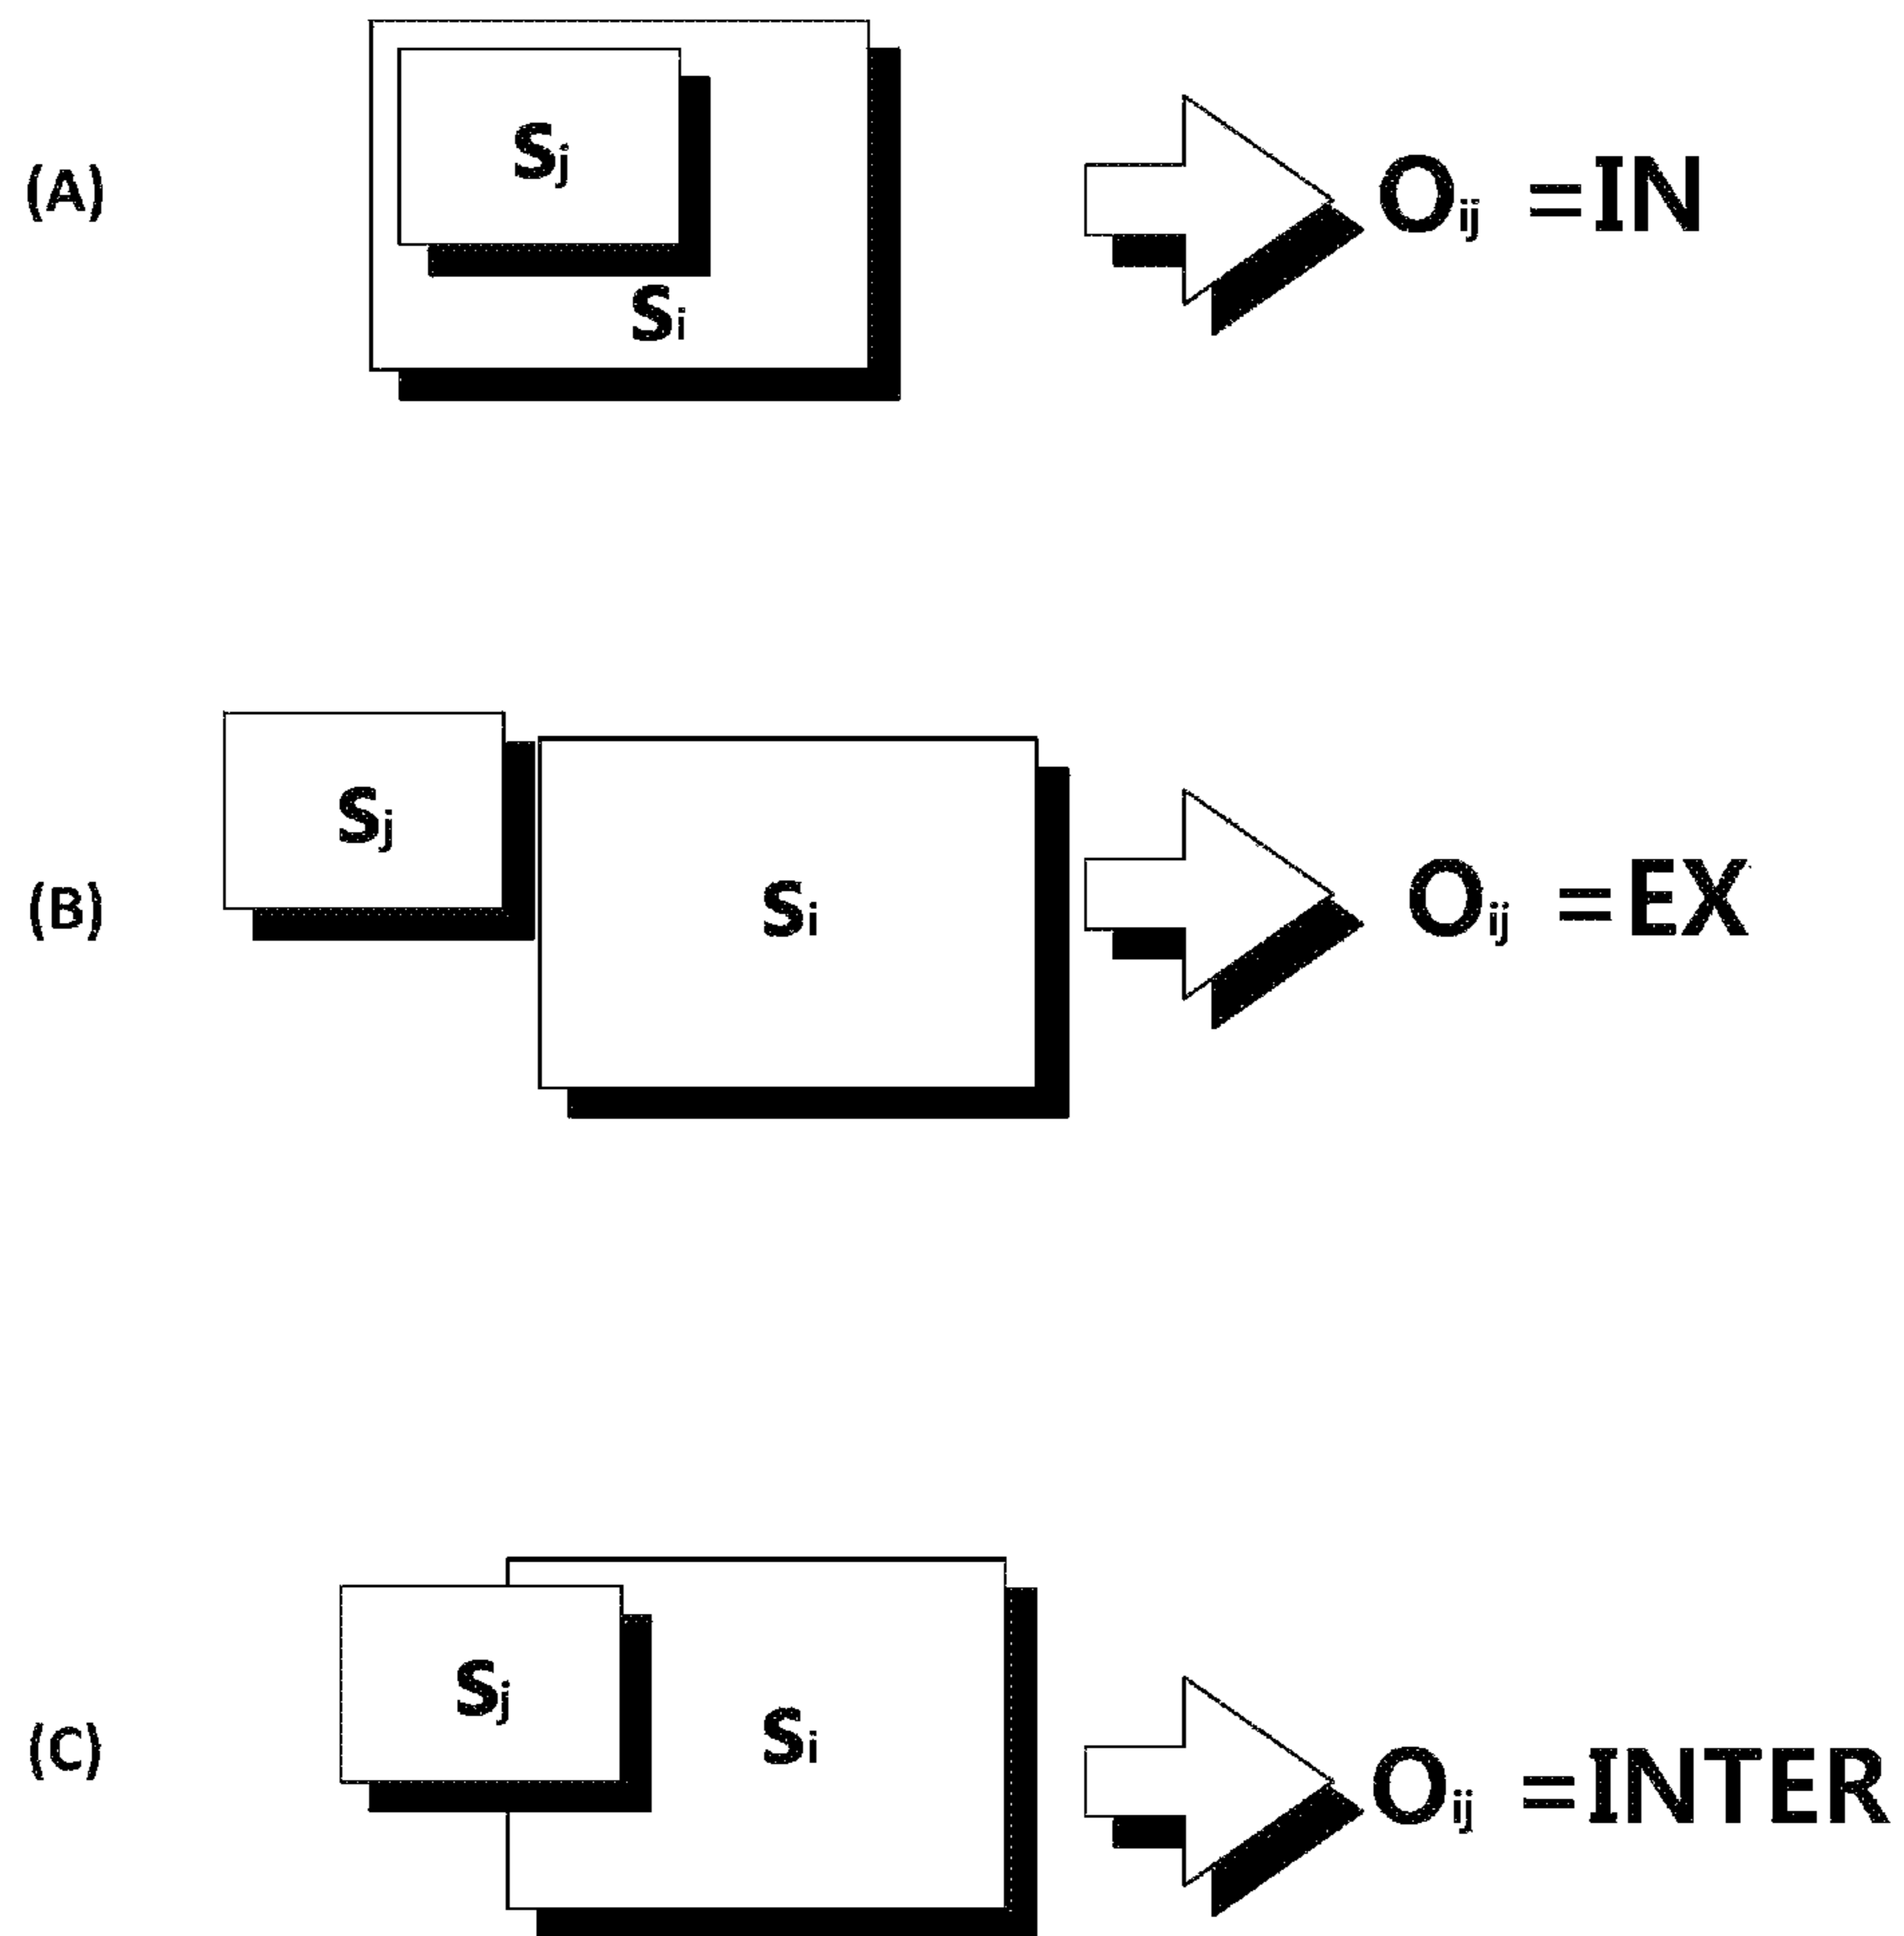 (A)
Sj
Si
Oij =IN
(B)
Sj
Si
Oij =EX
(C)
Sj
Si
Oij =INTER